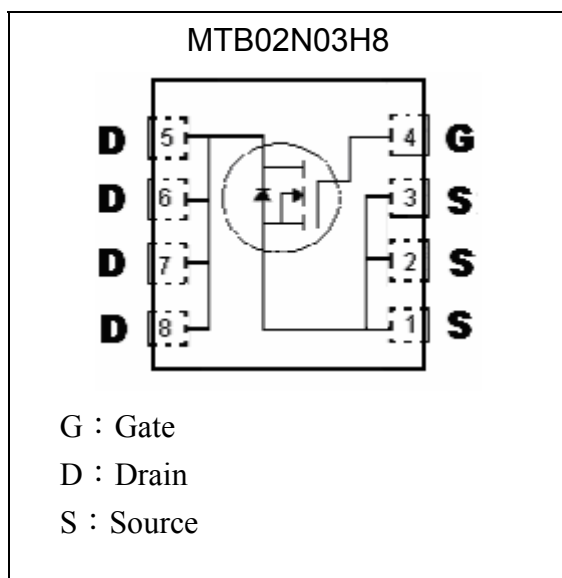 MTB02N03H8
D 5 4 G
D 6 3 S
D 7 2 S
D 8 1 S
G：Gate
D：Drain
S：Source